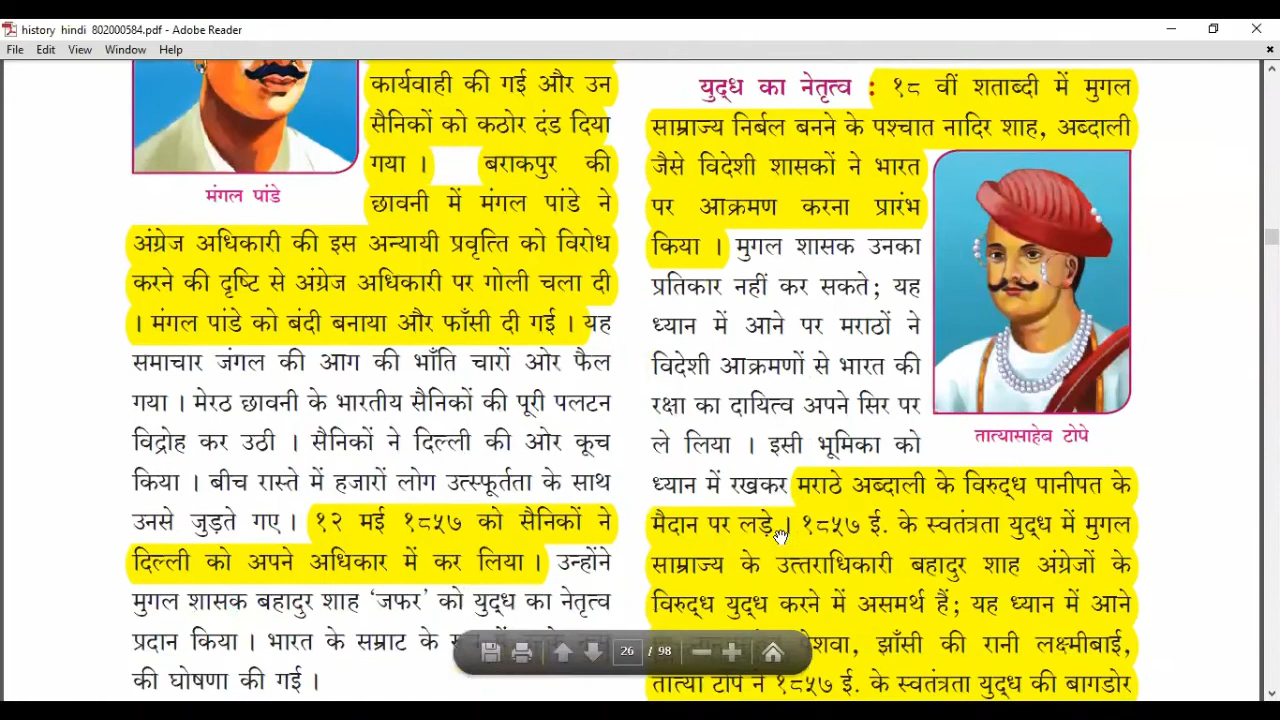 history hindi 802000584.pdf - Adobe Reader
File Edit View Window Help
कार्यवाही की गई और उन
सैनिकों को कठोर दंड दिया
गया । बराकपुर की
छावनी में मंगल पांडे ने
मंगल पांडे
अंग्रेज अधिकारी की इस अन्यायी प्रवृत्ति को विरोध
करने की दृष्टि से अंग्रेज अधिकारी पर गोली चला दी
। मंगल पांडे को बंदी बनाया और फाँसी दी गई । यह
समाचार जंगल की आग की भाँति चारों ओर फैल
गया । मेरठ छावनी के भारतीय सैनिकों की पूरी पलटन
विद्रोह कर उठी । सैनिकों ने दिल्ली की ओर कूच
किया । बीच रास्ते में हजारों लोग उत्स्फूर्तता के साथ
उनसे जुड़ते गए । १२ मई १८५७ को सैनिकों ने
दिल्ली को अपने अधिकार में कर लिया । उन्होंने
मुगल शासक बहादुर शाह ‘जफर’ को युद्ध का नेतृत्व
प्रदान किया । भारत के सम्राट के
की घोषणा की गई ।
युद्ध का नेतृत्व : १८ वीं शताब्दी में मुगल
साम्राज्य निर्बल बनने के पश्चात नादिर शाह, अब्दाली
जैसे विदेशी शासकों ने भारत
पर आक्रमण करना प्रारंभ
किया । मुगल शासक उनका
प्रतिकार नहीं कर सकते; यह
ध्यान में आने पर मराठों ने
विदेशी आक्रमणों से भारत की
रक्षा का दायित्व अपने सिर पर
ले लिया । इसी भूमिका को
तात्यासाहेब टोपे
ध्यान में रखकर मराठे अब्दाली के विरुद्ध पानीपत के
मैदान पर लड़े । १८५७ ई. के स्वतंत्रता युद्ध में मुगल
साम्राज्य के उत्तराधिकारी बहादुर शाह अंग्रेजों के
विरुद्ध युद्ध करने में असमर्थ हैं; यह ध्यान में आने
झाँसी की रानी लक्ष्मीबाई,
तात्या टोपे ने १८५७ ई. के स्वतंत्रता युद्ध की बागडोर
26 / 98